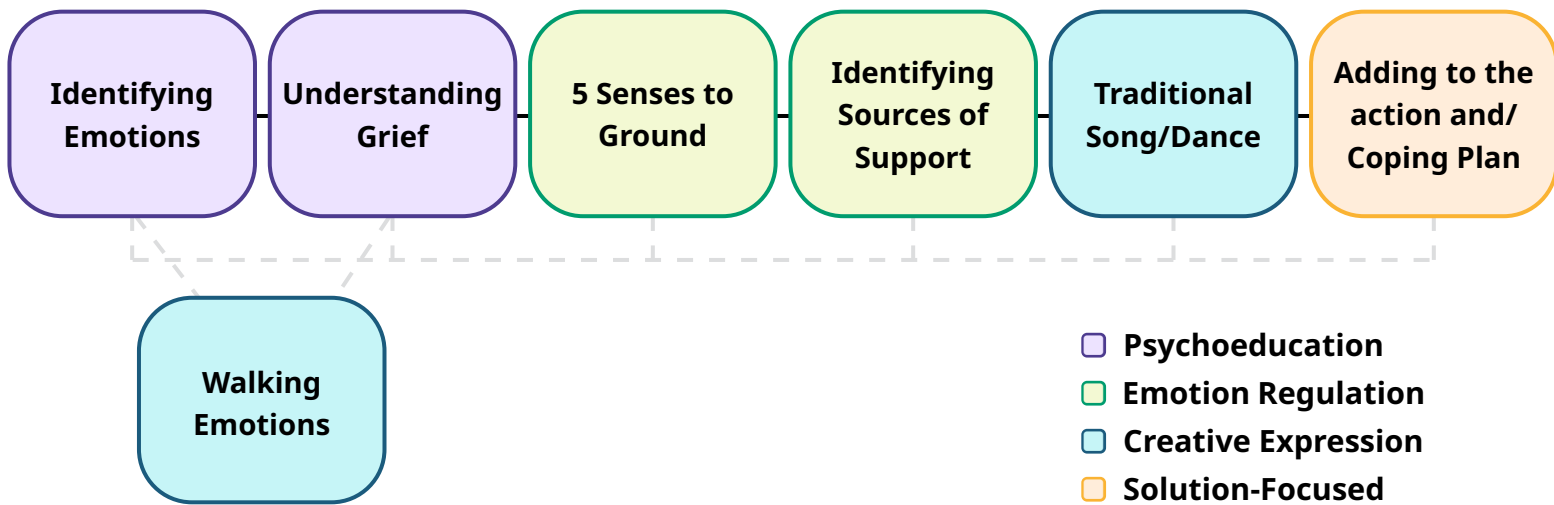 Identifying
Emotions
Understanding
Grief
5 Senses to
Ground
Identifying
Sources of
Support
Traditional
Song/Dance
Adding to the
action and/
Coping Plan
Walking
Emotions
Psychoeducation
Emotion Regulation
Creative Expression
Solution-Focused